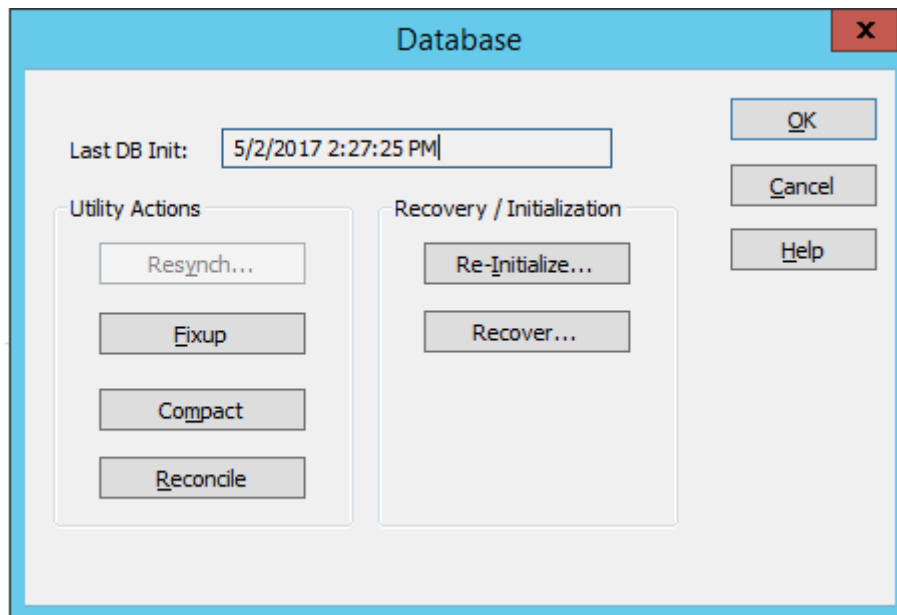 Database
x
Last DB Init: 5/2/2017 2:27:25 PM
OK
Cancel
Help
Utility Actions
Resynch...
Fixup
Compact
Reconcile
Recovery / Initialization
Re-Initialize...
Recover...